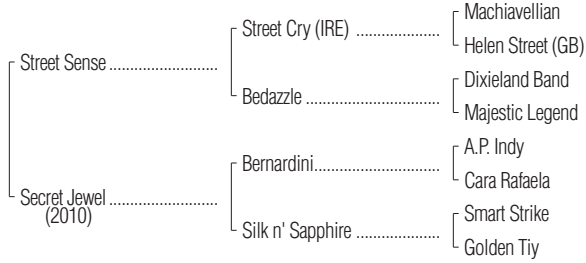 Machiavellian
Street Cry (IRE) ....................
Helen Street (GB)
Street Sense ..........................
Dixieland Band
Bedazzle ................................
Majestic Legend
A.P. Indy
Bernardini..............................
Cara Rafaela
Secret Jewel ..........................
(2010)
Smart Strike
Silk n' Sapphire ....................
Golden Tiy